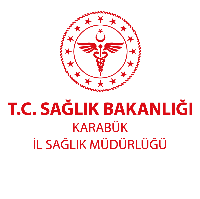 T.C. SAĞLIK BAKANLIĞI
KARABÜK
İL SAĞLIK MÜDÜRLÜĞÜ